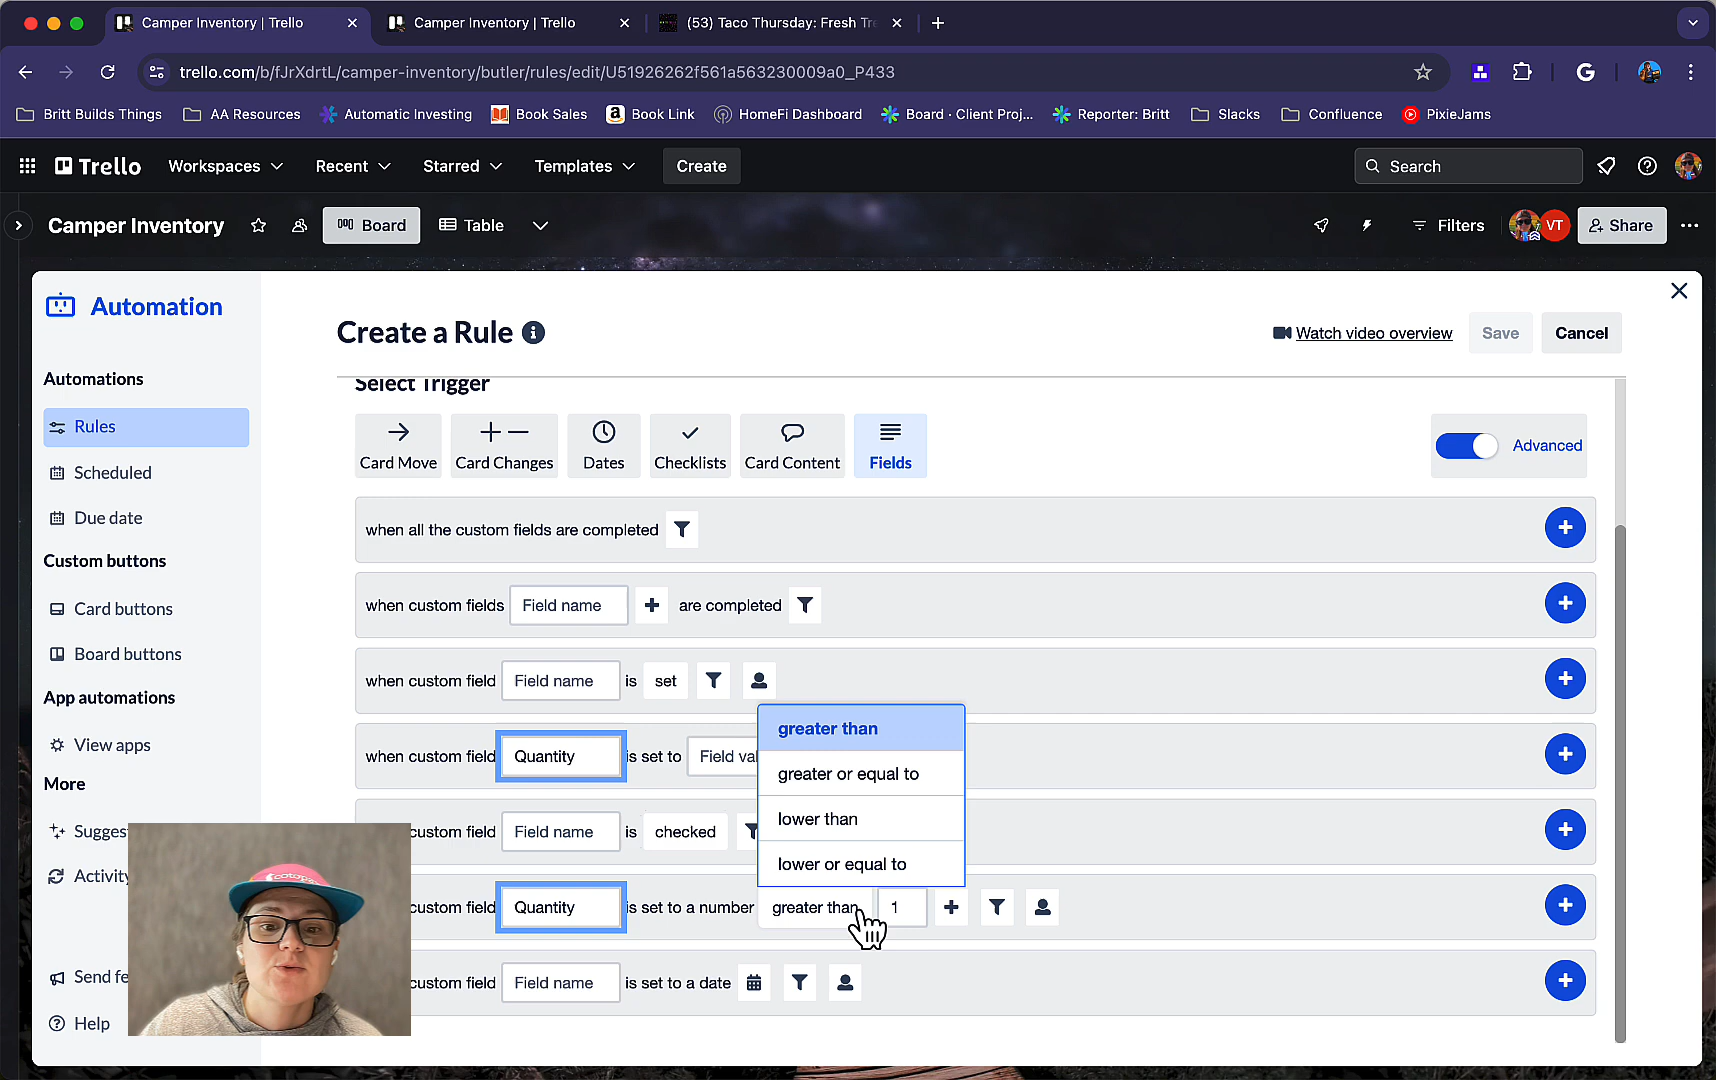 Camper Inventory | Trello
Camper Inventory | Trello
(53) Taco Thursday: Fresh Tre
trello.com/b/fJrXdrtL/camper-inventory/butler/rules/edit/U51926262f561a563230009a0_P433
G
Britt Builds Things
AA Resources
Automatic Investing
Book Sales
a Book Link
HomeFi Dashboard
Board · Client Proj...
Reporter: Britt
Slacks
Confluence
PixieJams
Trello
Workspaces
Recent
Starred
Templates
Create
Search
Camper Inventory
Board
Table
Filters
VT
Share
Automation
Automations
Rules
Scheduled
Due date
Custom buttons
Card buttons
Board buttons
App automations
View apps
More
Sugges
Activity
Send fe
Help
Create a Rule
Watch video overview
Save
Cancel
Select Trigger
Card Move
Card Changes
Dates
Checklists
Card Content
Fields
Advanced
when all the custom fields are completed
when custom fields Field name are completed
when custom field Field name is set
when custom field Quantity is set to Field val
custom field Field name is checked
custom field Quantity is set to a number greater than 1
custom field Field name is set to a date
greater than
greater or equal to
lower than
lower or equal to
cotopaxi